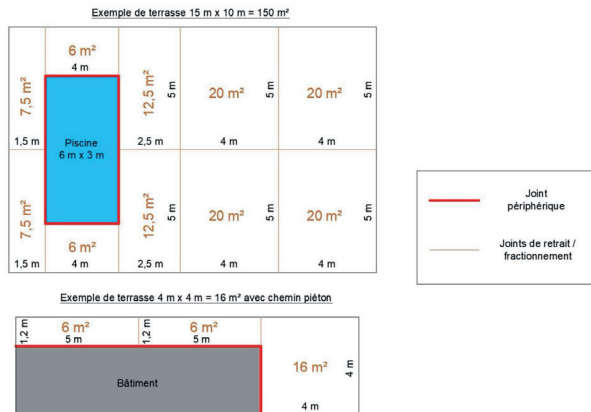 Exemple de terrasse 15 m x 10 m = 150 m²
6 m²
4 m
7,5 m²
12,5 m²
5 m
20 m²
5 m
20 m²
5 m
Piscine
6 m x 3 m
1,5 m
2,5 m
4 m
4 m
7,5 m²
12,5 m²
5 m
20 m²
5 m
20 m²
5 m
6 m²
1,5 m
4 m
2,5 m
4 m
4 m
Joint
périphérique
Joints de retrait /
fractionnement
Exemple de terrasse 4 m x 4 m = 16 m² avec chemin piéton
1,2 m
6 m²
5 m
1,2 m
6 m²
5 m
16 m²
4 m
Bâtiment
4 m